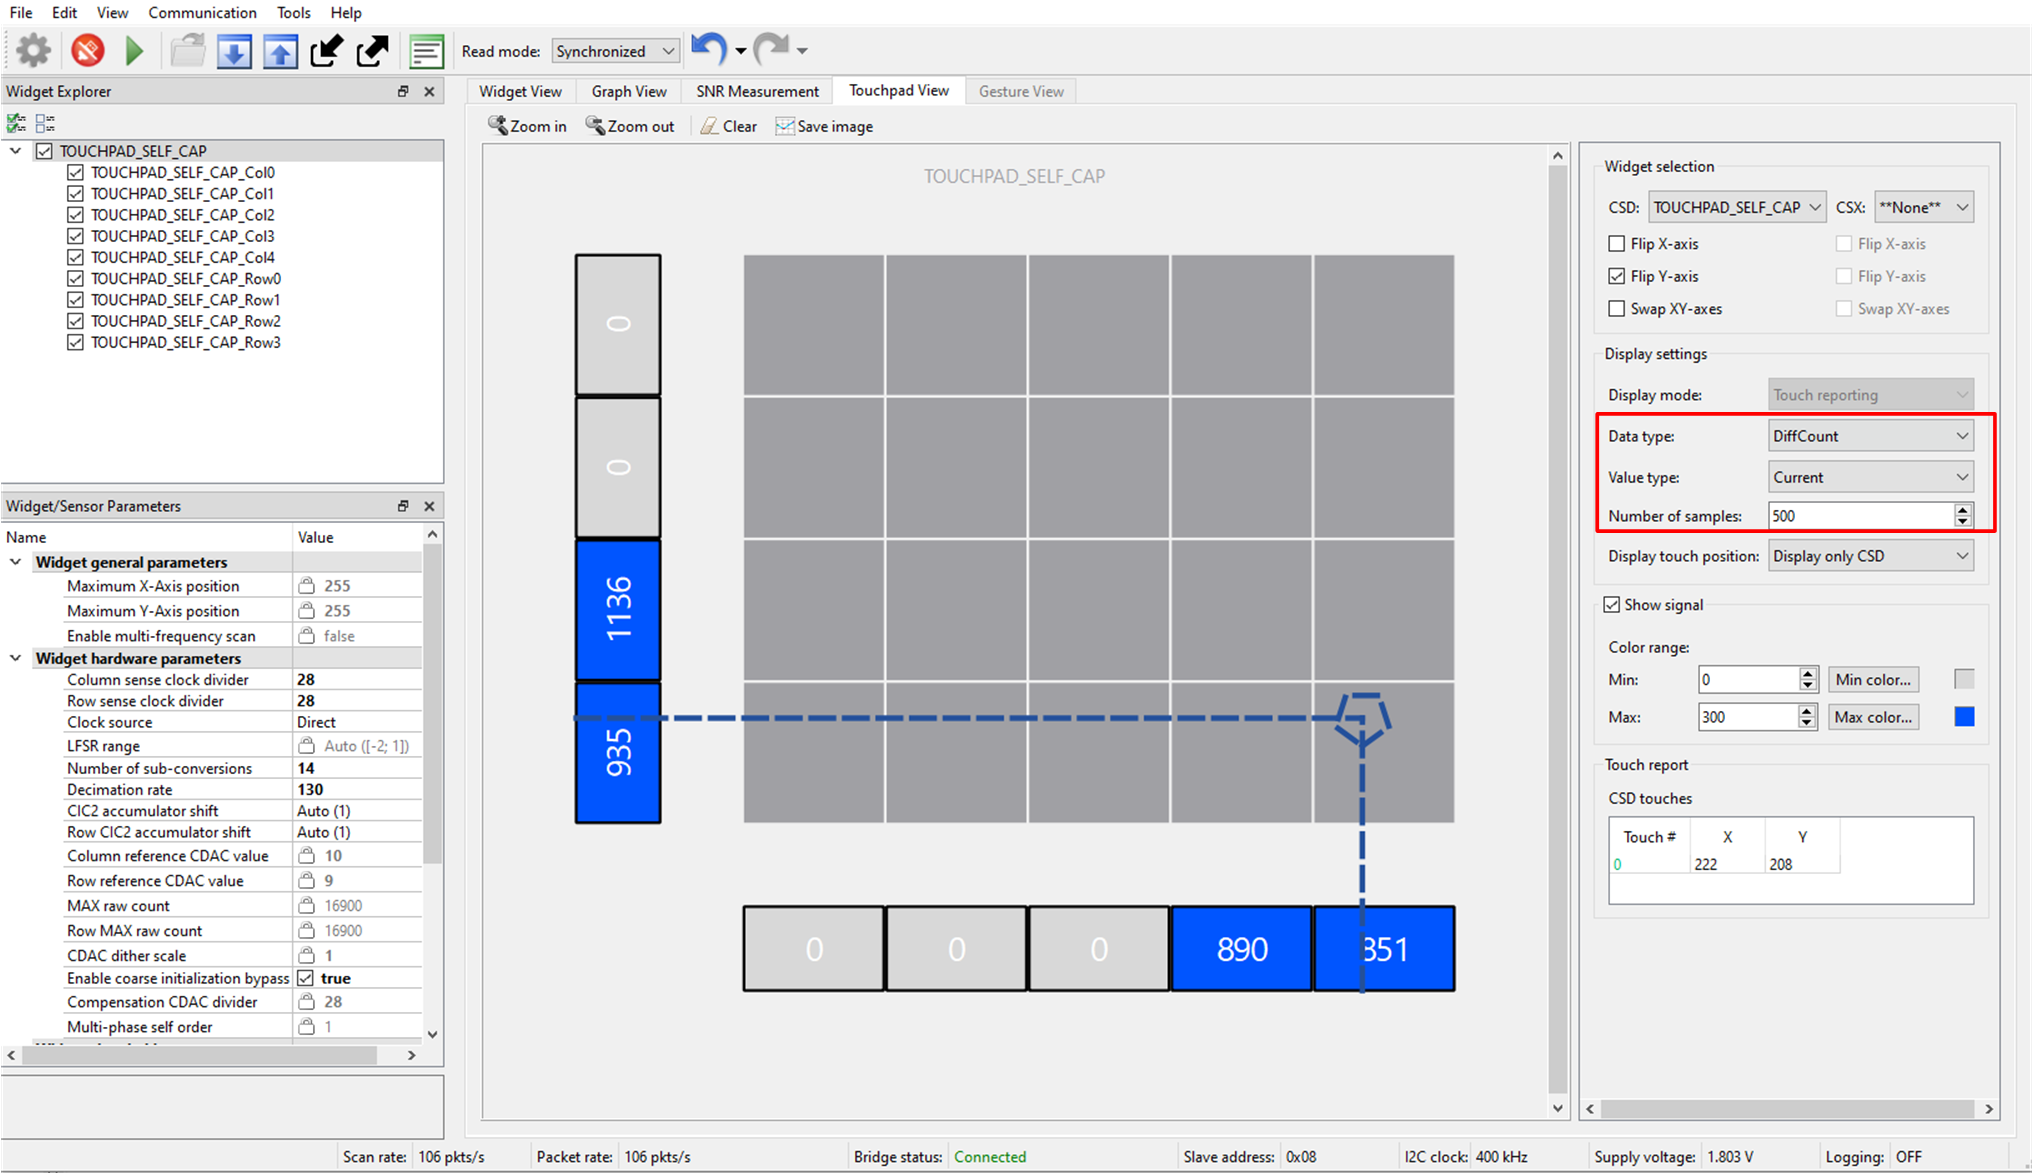 File Edit View Communication Tools Help
Read mode: Synchronized
Widget Explorer
TOUCHPAD_SELF_CAP
TOUCHPAD_SELF_CAP_Col0
TOUCHPAD_SELF_CAP_Col1
TOUCHPAD_SELF_CAP_Col2
TOUCHPAD_SELF_CAP_Col3
TOUCHPAD_SELF_CAP_Col4
TOUCHPAD_SELF_CAP_Row0
TOUCHPAD_SELF_CAP_Row1
TOUCHPAD_SELF_CAP_Row2
TOUCHPAD_SELF_CAP_Row3
Widget/Sensor Parameters
Name Value
Widget general parameters
Maximum X-Axis position 255
Maximum Y-Axis position 255
Enable multi-frequency scan false
Widget hardware parameters
Column sense clock divider 28
Row sense clock divider 28
Clock source Direct
LFSR range Auto ([-2; 1])
Number of sub-conversions 14
Decimation rate 130
CIC2 accumulator shift Auto (1)
Row CIC2 accumulator shift Auto (1)
Column reference CDAC value 10
Row reference CDAC value 9
MAX raw count 16900
Row MAX raw count 16900
CDAC dither scale 1
Enable coarse initialization bypass true
Compensation CDAC divider 28
Multi-phase self order 1
Widget View Graph View SNR Measurement Touchpad View Gesture View
Zoom in Zoom out Clear Save image
TOUCHPAD_SELF_CAP
0
0
1136
935
0 0 0 890 851
Widget selection
CSD: TOUCHPAD_SELF_CAP CSX: **None**
Flip X-axis Flip X-axis
Flip Y-axis Flip Y-axis
Swap XY-axes Swap XY-axes
Display settings
Display mode: Touch reporting
Data type: DiffCount
Value type: Current
Number of samples: 500
Display touch position: Display only CSD
Show signal
Color range:
Min: 0 Min color...
Max: 300 Max color...
Touch report
CSD touches
Touch # X Y
0 222 208
Scan rate: 106 pkts/s Packet rate: 106 pkts/s Bridge status: Connected Slave address: 0x08 I2C clock: 400 kHz Supply voltage: 1.803 V Logging: OFF